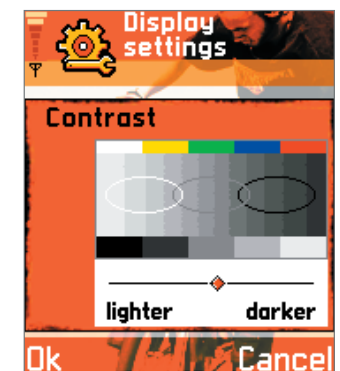 Display
settings
Contrast
lighter darker
Ok Cancel